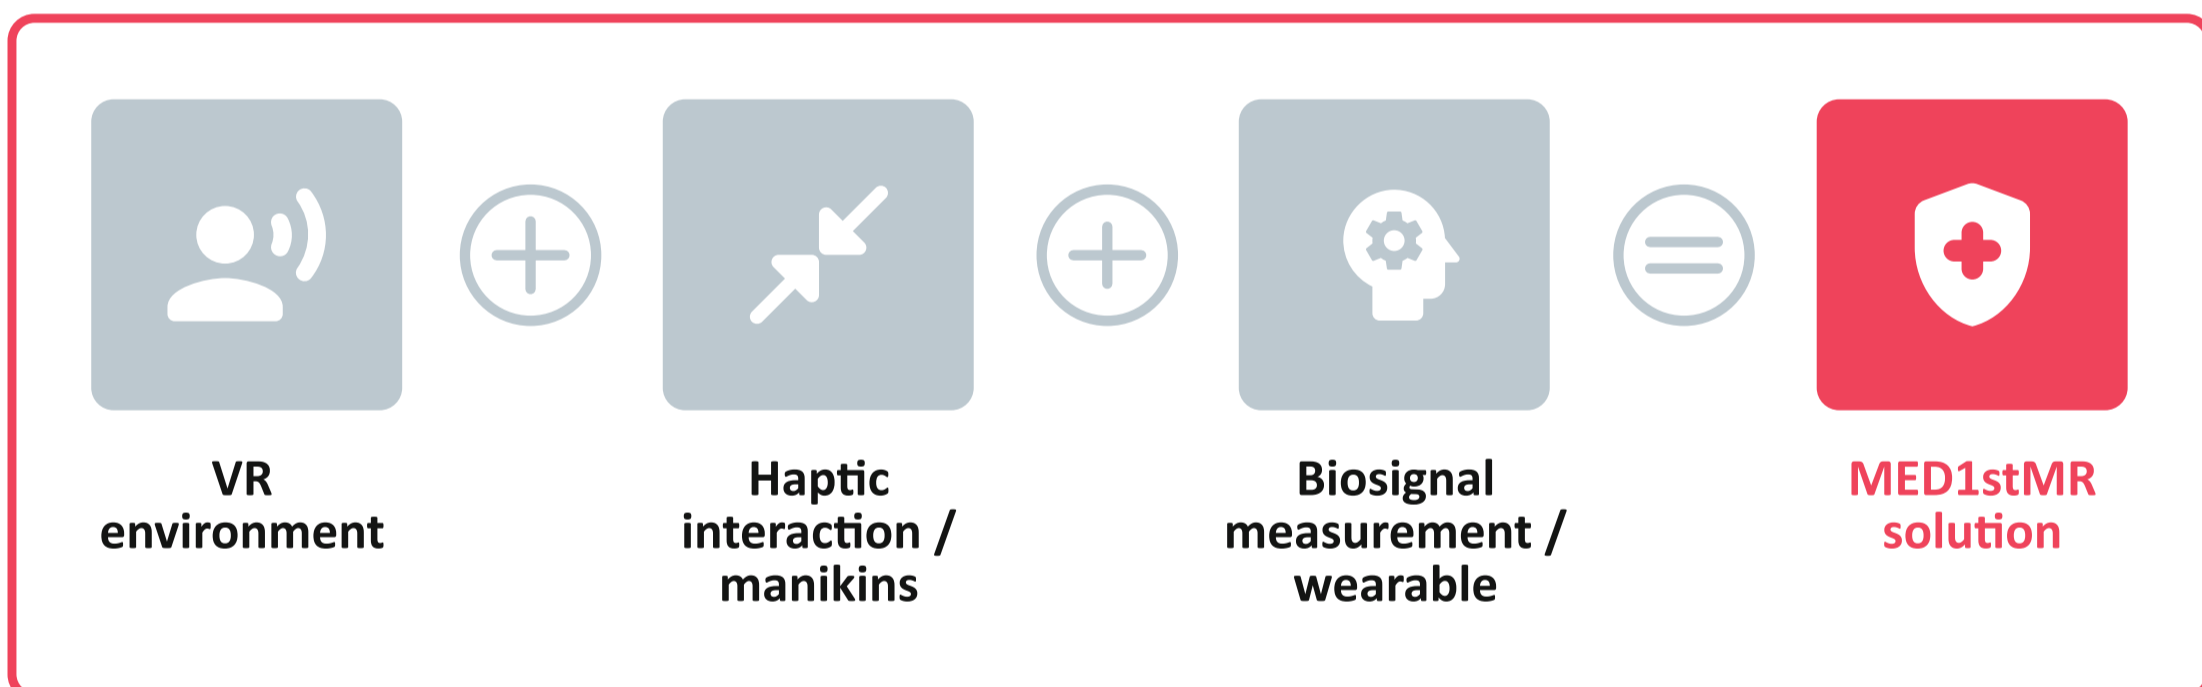 VR
environment
Haptic
interaction /
manikins
Biosignal
measurement /
wearable
MED1stMR
solution